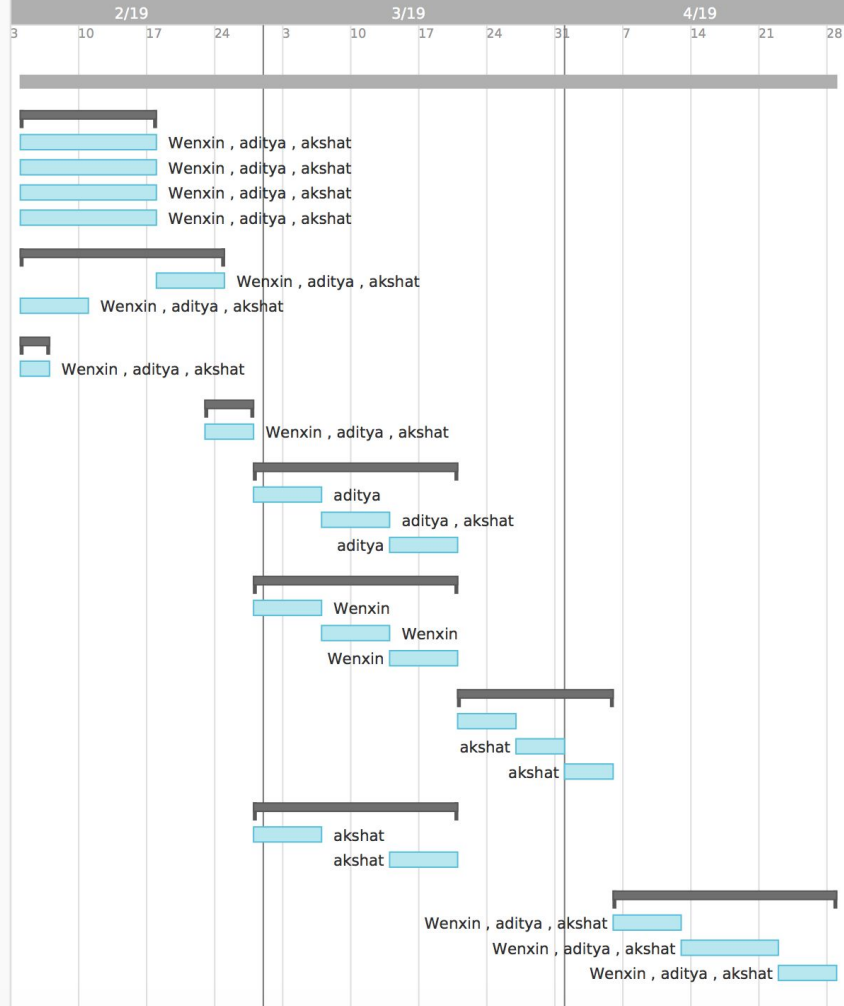 2/19 3/19 4/19
3 10 17 24 3 10 17 24 31 7 14 21 28
Wenxin , aditya , akshat
Wenxin , aditya , akshat
Wenxin , aditya , akshat
Wenxin , aditya , akshat
Wenxin , aditya , akshat
Wenxin , aditya , akshat
Wenxin , aditya , akshat
Wenxin , aditya , akshat
aditya
aditya , akshat
aditya
Wenxin
Wenxin
Wenxin
akshat
akshat
akshat
akshat
Wenxin , aditya , akshat
Wenxin , aditya , akshat
Wenxin , aditya , akshat